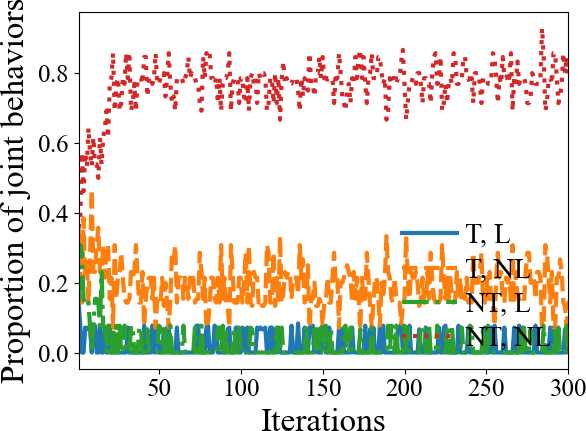 Proportion of joint behaviors
0.8
0.6
0.4
0.2
0.0
T, L
T, NL
NT, L
NT, NL
50
100
150
200
250
300
Iterations